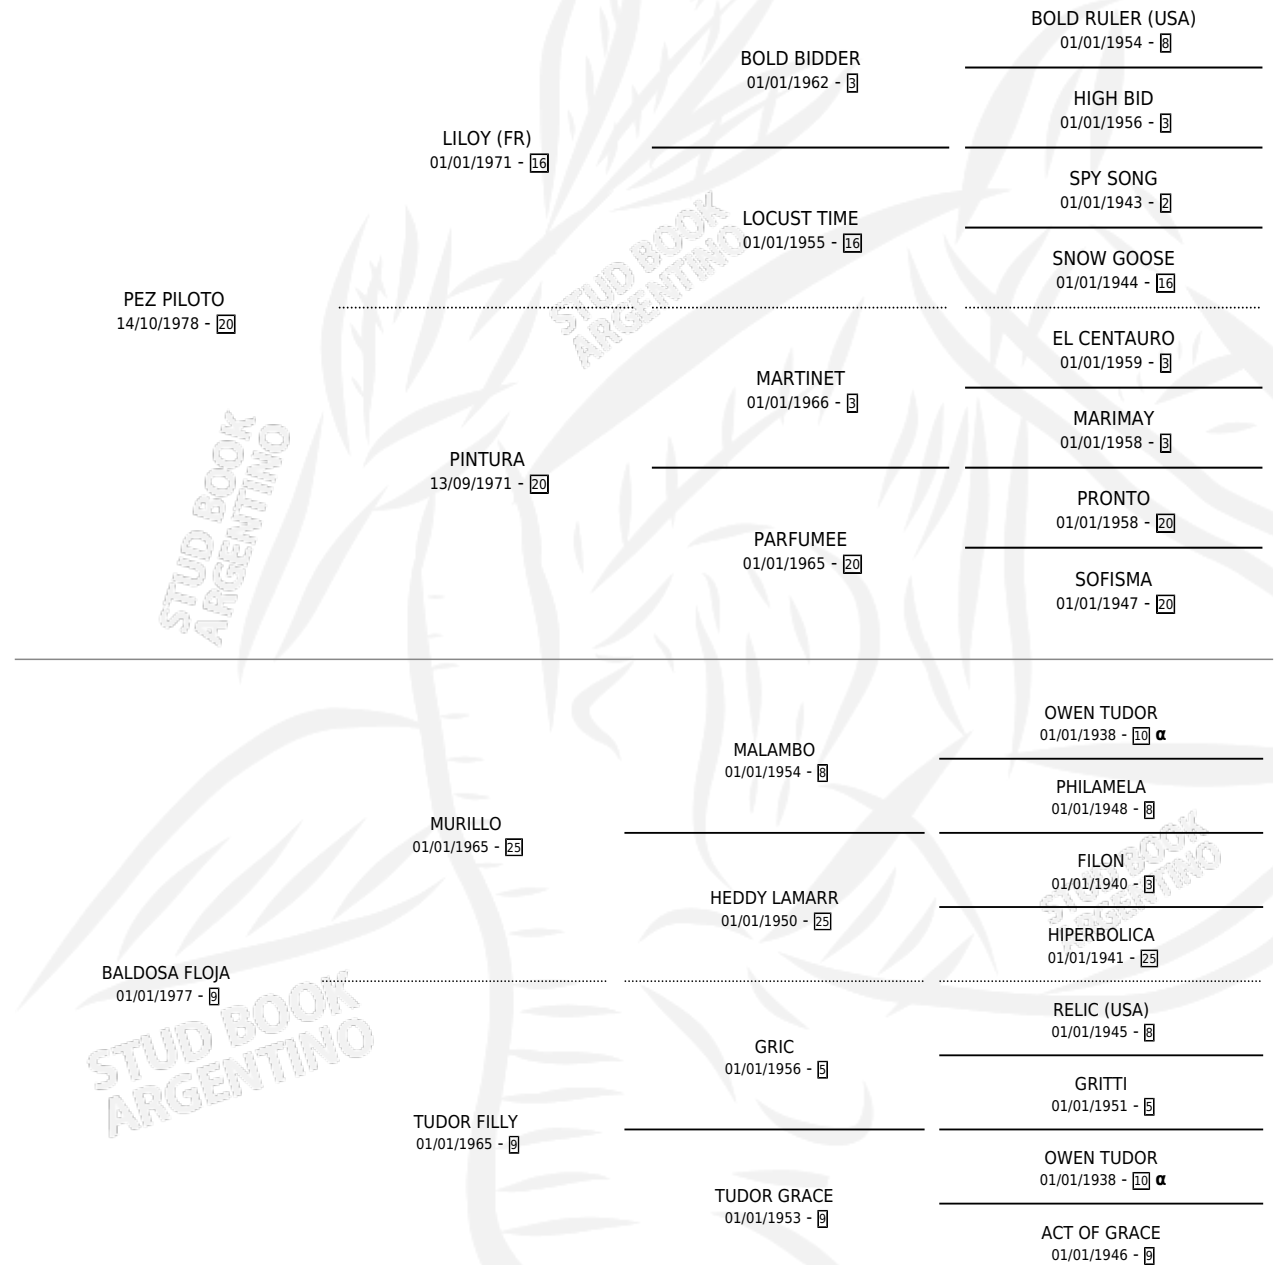 BOLD RULER (USA)
01/01/1954 - 8
BOLD BIDDER
01/01/1962 - 3
HIGH BID
01/01/1956 - 3
LILOY (FR)
01/01/1971 - 16
SPY SONG
01/01/1943 - 2
LOCUST TIME
01/01/1955 - 16
SNOW GOOSE
01/01/1944 - 16
STUD BOOK
ARGENTINO
PEZ PILOTO
14/10/1978 - 20
EL CENTAURO
01/01/1959 - 3
MARTINET
01/01/1966 - 3
MARIMAY
01/01/1958 - 3
STUD BOOK
ARGENTINO
PINTURA
13/09/1971 - 20
PRONTO
01/01/1958 - 20
PARFUMEE
01/01/1965 - 20
SOFISMA
01/01/1947 - 20
OWEN TUDOR
01/01/1938 - 10 α
MALAMBO
01/01/1954 - 8
PHILAMELA
01/01/1948 - 8
MURILLO
01/01/1965 - 25
FILON
01/01/1940 - 3
STUD BOOK
ARGENTINO
HEDDY LAMARR
01/01/1950 - 25
HIPERBOLICA
01/01/1941 - 25
BALDOSA FLOJA
01/01/1977 - 9
STUD BOOK
ARGENTINO
RELIC (USA)
01/01/1945 - 8
GRIC
01/01/1956 - 5
GRITTI
01/01/1951 - 5
TUDOR FILLY
01/01/1965 - 9
OWEN TUDOR
01/01/1938 - 10 α
TUDOR GRACE
01/01/1953 - 9
ACT OF GRACE
01/01/1946 - 9